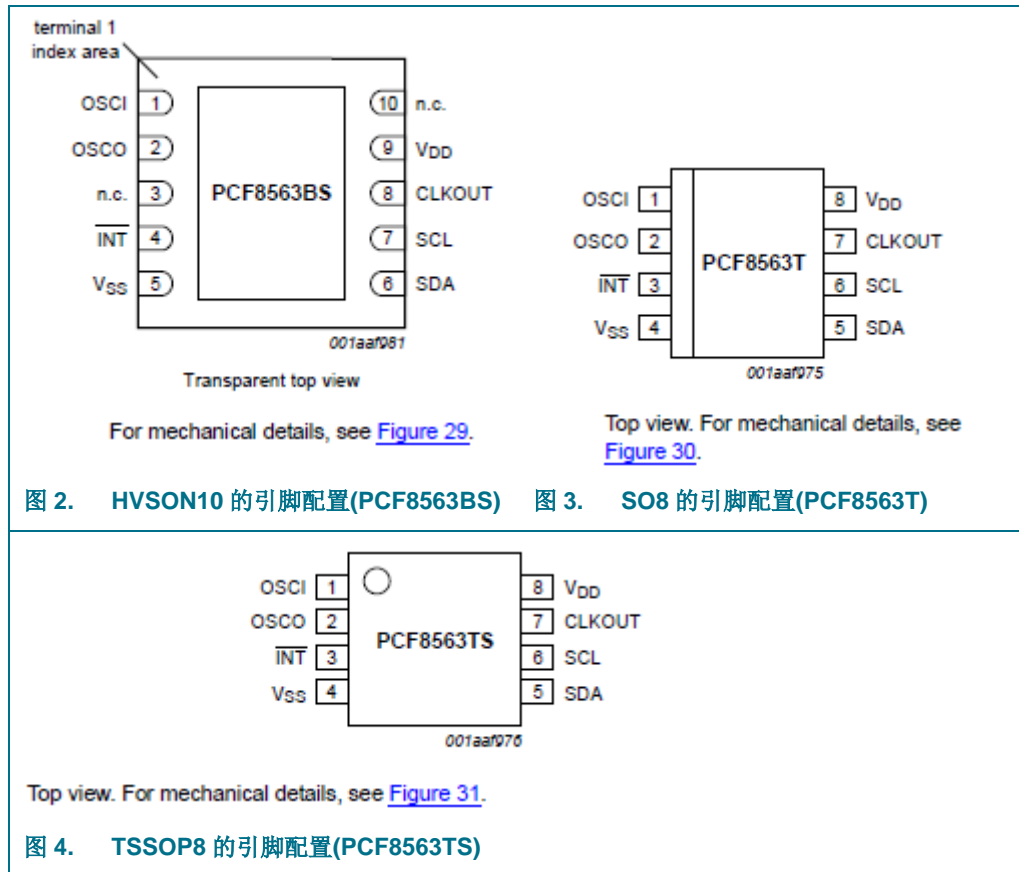 terminal 1
index area
OSCI 1
OSCO 2
n.c. 3
INT 4
VSS 5
PCF8563BS
10 n.c.
9 VDD
8 CLKOUT
7 SCL
6 SDA
001aaf981
Transparent top view
For mechanical details, see Figure 29.
OSCI 1
OSCO 2
INT 3
VSS 4
PCF8563T
8 VDD
7 CLKOUT
6 SCL
5 SDA
001aaf975
Top view. For mechanical details, see
Figure 30.
图 2. HVSON10 的引脚配置(PCF8563BS)
图 3. SO8 的引脚配置(PCF8563T)
OSCI 1
OSCO 2
INT 3
VSS 4
PCF8563TS
8 VDD
7 CLKOUT
6 SCL
5 SDA
001aaf976
Top view. For mechanical details, see Figure 31.
图 4. TSSOP8 的引脚配置(PCF8563TS)